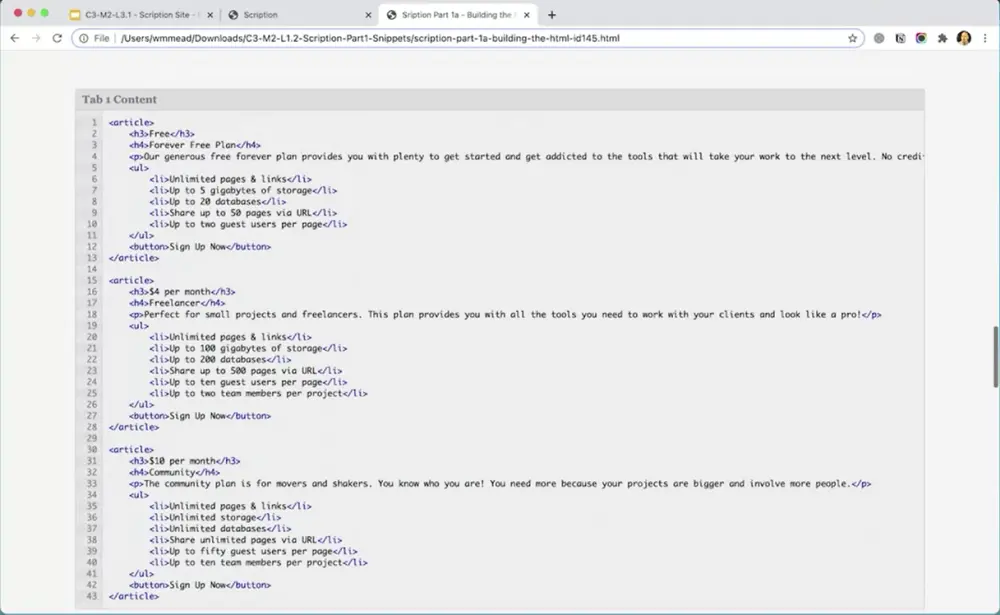 C3-M2-L3.1 - Scription Site -
Scription
Sription Part 1a - Building the
File /Users/wmmead/Downloads/C3-M2-L1.2-Scription-Part1-Snippets/scription-part-1a-building-the-html-id145.html
Tab 1 Content
1 <article>
2 <h3>Free</h3>
3 <h4>Forever Free Plan</h4>
4 <p>Our generous free forever plan provides you with plenty to get started and get addicted to the tools that will take your work to the next level. No credi
5 <ul>
6 <li>Unlimited pages & links</li>
7 <li>Up to 5 gigabytes of storage</li>
8 <li>Up to 20 databases</li>
9 <li>Share up to 50 pages via URL</li>
10 <li>Up to two guest users per page</li>
11 </ul>
12 <button>Sign Up Now</button>
13 </article>
14
15 <article>
16 <h3>$4 per month</h3>
17 <h4>Freelancer</h4>
18 <p>Perfect for small projects and freelancers. This plan provides you with all the tools you need to work with your clients and look like a pro!</p>
19 <ul>
20 <li>Unlimited pages & links</li>
21 <li>Up to 100 gigabytes of storage</li>
22 <li>Up to 200 databases</li>
23 <li>Share up to 500 pages via URL</li>
24 <li>Up to ten guest users per page</li>
25 <li>Up to two team members per project</li>
26 </ul>
27 <button>Sign Up Now</button>
28 </article>
29
30 <article>
31 <h3>$10 per month</h3>
32 <h4>Community</h4>
33 <p>The community plan is for movers and shakers. You know who you are! You need more because your projects are bigger and involve more people.</p>
34 <ul>
35 <li>Unlimited pages & links</li>
36 <li>Unlimited storage</li>
37 <li>Unlimited databases</li>
38 <li>Share unlimited pages via URL</li>
39 <li>Up to fifty guest users per page</li>
40 <li>Up to ten team members per project</li>
41 </ul>
42 <button>Sign Up Now</button>
43 </article>